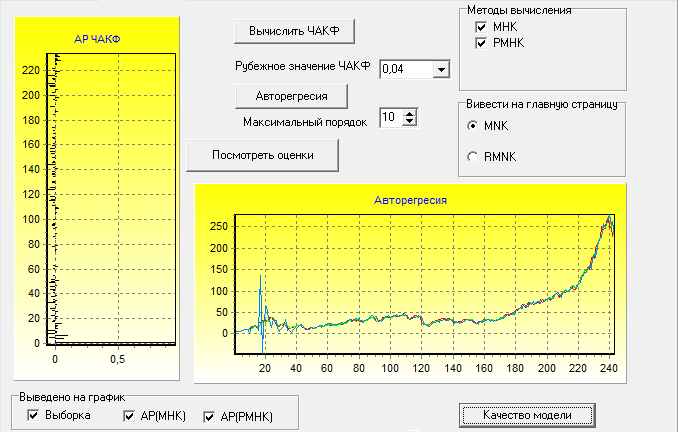 АР ЧАКФ
220
200
180
160
140
120
100
80
60
40
20
0
0 0,5
Вычислить ЧАКФ
Рубежное значение ЧАКФ 0,04
Авторегресия
Максимальный порядок 10
Посмотреть оценки
Методы вычисления
МНК
РМНК
Вивести на главную страницу
MNK
RMNK
Авторегресия
250
200
150
100
50
0
20 40 60 80 100 120 140 160 180 200 220 240
Выведено на график
Выборка АР(МНК) АР(РМНК)
Качество модели